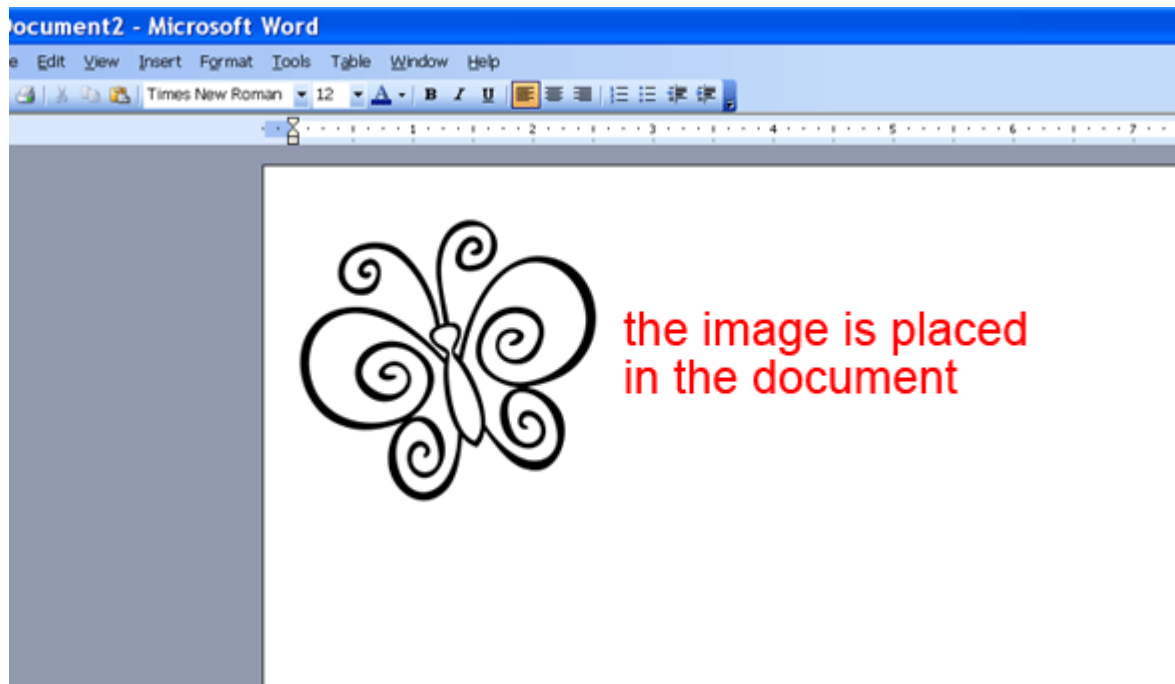 Document2 - Microsoft Word
e Edit View Insert Format Tools Table Window Help
Times New Roman 12 A B I U
1 2 3 4 5 6 7
the image is placed
in the document